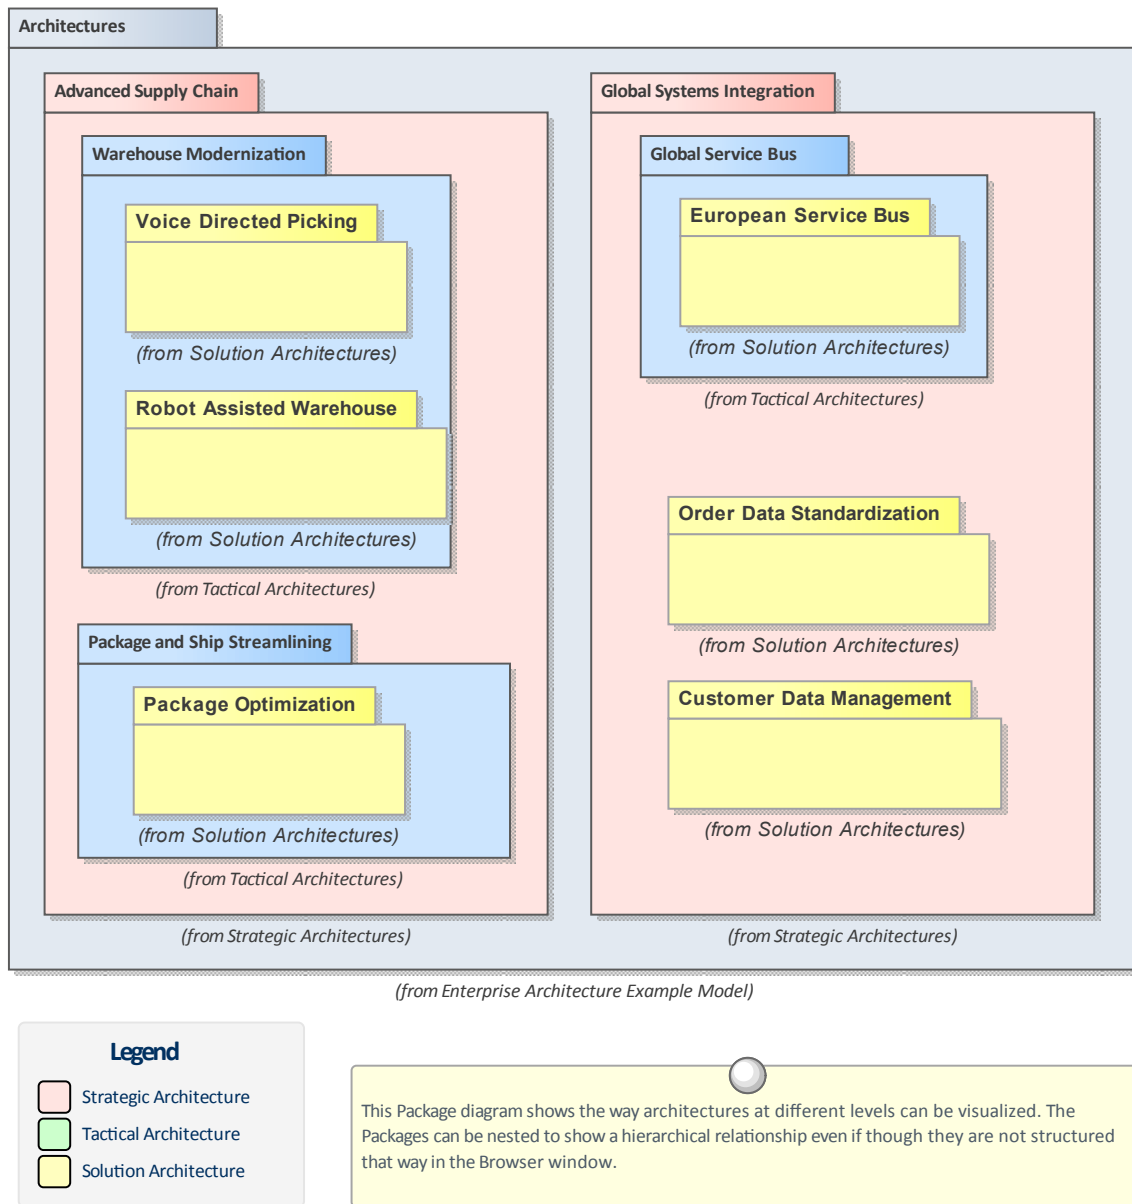 Architectures
Advanced Supply Chain
Warehouse Modernization
Voice Directed Picking
(from Solution Architectures)
Robot Assisted Warehouse
(from Solution Architectures)
(from Tactical Architectures)
Package and Ship Streamlining
Package Optimization
(from Solution Architectures)
(from Tactical Architectures)
(from Strategic Architectures)
Global Systems Integration
Global Service Bus
European Service Bus
(from Solution Architectures)
(from Tactical Architectures)
Order Data Standardization
(from Solution Architectures)
Customer Data Management
(from Solution Architectures)
(from Strategic Architectures)
(from Enterprise Architecture Example Model)
Legend
Strategic Architecture
Tactical Architecture
Solution Architecture
This Package diagram shows the way architectures at different levels can be visualized. The
Packages can be nested to show a hierarchical relationship even if though they are not structured
that way in the Browser window.